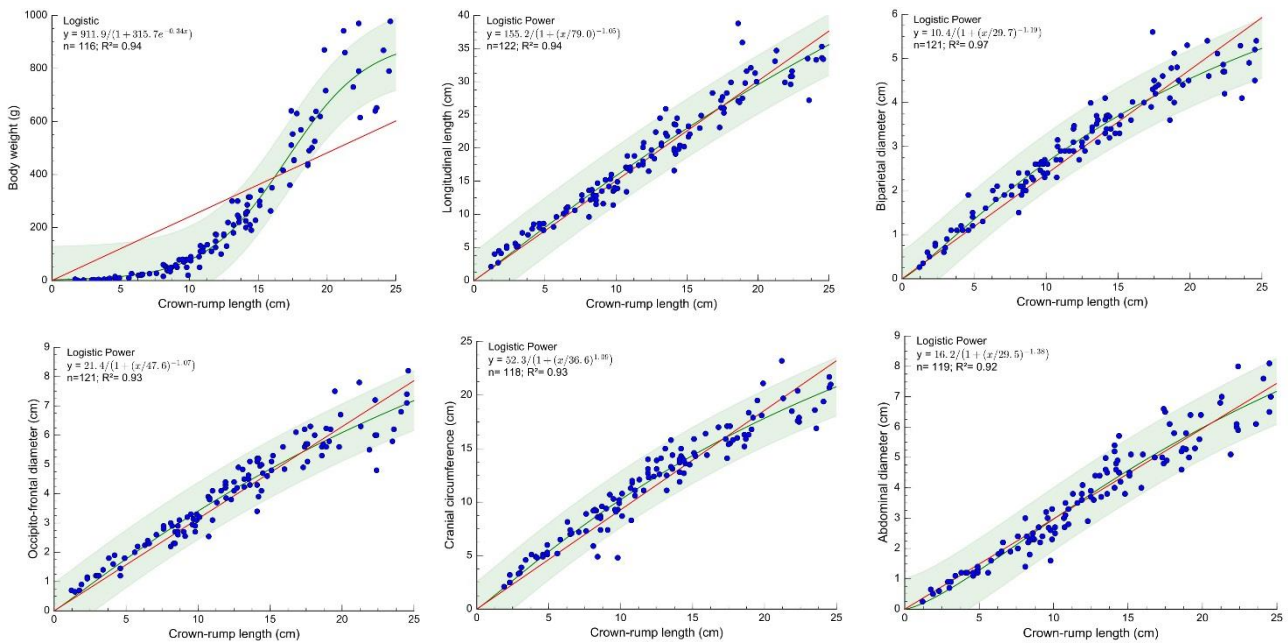 Logistic
y = 911.9/(1 + 315.7e^{-0.34x})
n= 116; R²= 0.94
Body weight (g)
1000
800
600
400
200
0
0 5 10 15 20 25
Crown-rump length (cm)
Logistic Power
y = 155.2/(1 + (x/79.0)^{-1.05})
n=122; R²= 0.94
Longitudinal length (cm)
40
35
30
25
20
15
10
5
0
5 10 15 20 25
Crown-rump length (cm)
Logistic Power
y = 10.4/(1 + (x/29.7)^{-1.19})
n=121; R²= 0.97
Biparietal diameter (cm)
6
5
4
3
2
1
0
0 5 10 15 20 25
Crown-rump length (cm)
Logistic Power
y = 21.4/(1 + (x/47.6)^{-1.07})
n=121; R²= 0.93
Occipito-frontal diameter (cm)
9
8
7
6
5
4
3
2
1
0
0 5 10 15 20 25
Crown-rump length (cm)
Logistic Power
y = 52.3/(1 + (x/36.6)^{1.09})
n= 118; R²= 0.93
Cranial circumference (cm)
25
20
15
10
5
0
0 5 10 15 20 25
Crown-rump length (cm)
Logistic Power
y = 16.2/(1 + (x/29.5)^{-1.38})
n= 119; R²= 0.92
Abdominal diameter (cm)
9
8
7
6
5
4
3
2
1
0
0 5 10 15 20 25
Crown-rump length (cm)